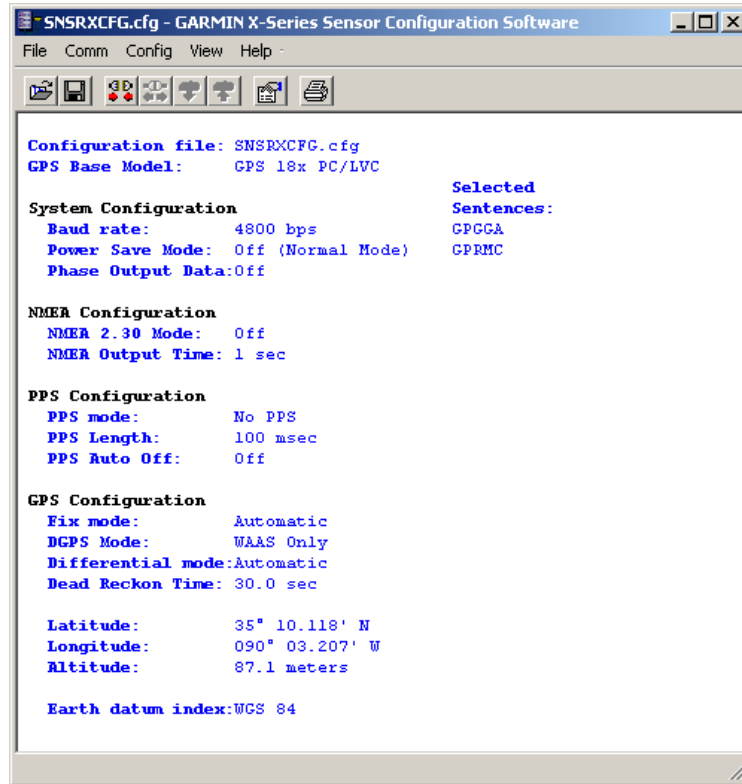 SNSRXCFG.cfg - GARMIN X-Series Sensor Configuration Software
File Comm Config View Help
Configuration file: SNSRXCFG.cfg
GPS Base Model: GPS 18x PC/LVC
Selected
System Configuration Sentences:
Baud rate: 4800 bps GPGGA
Power Save Mode: Off (Normal Mode) GPRMC
Phase Output Data:Off
NMEA Configuration
NMEA 2.30 Mode: Off
NMEA Output Time: 1 sec
PPS Configuration
PPS mode: No PPS
PPS Length: 100 msec
PPS Auto Off: Off
GPS Configuration
Fix mode: Automatic
DGPS Mode: WAAS Only
Differential mode:Automatic
Dead Reckon Time: 30.0 sec
Latitude: 35° 10.118' N
Longitude: 090° 03.207' W
Altitude: 87.1 meters
Earth datum index:WGS 84